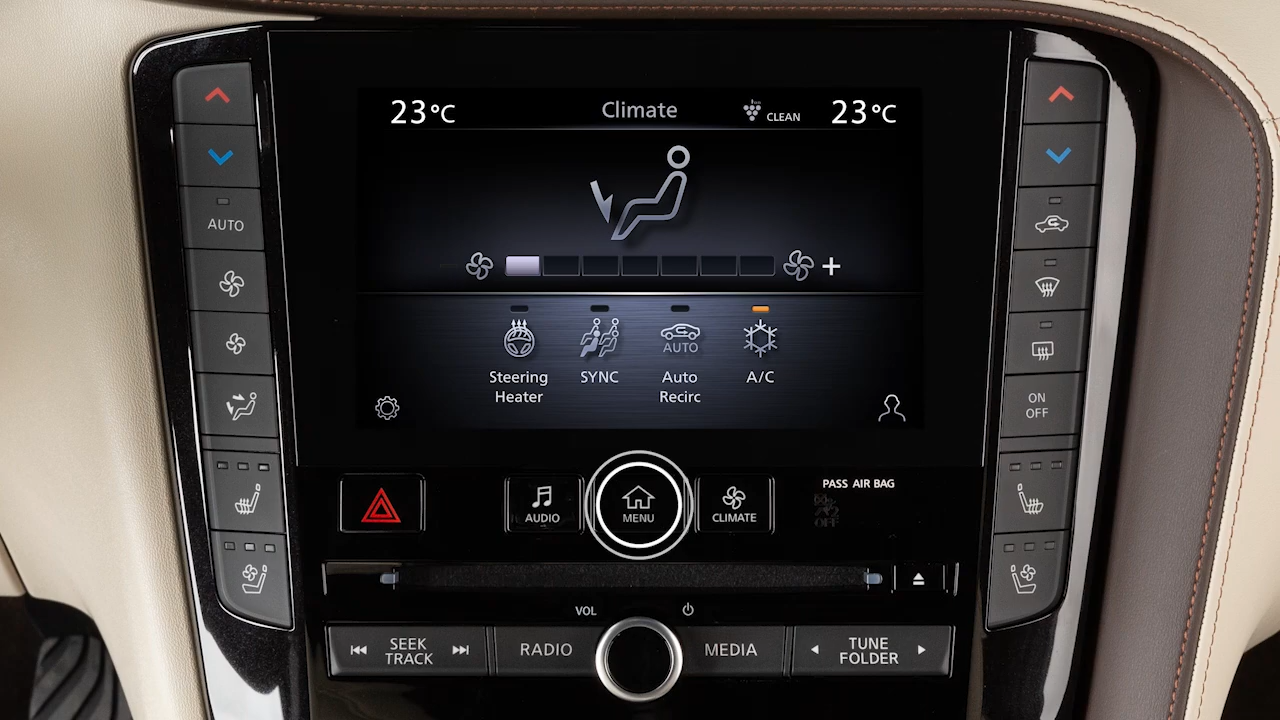 23°C
Climate
CLEAN
23°C
AUTO
AUTO
Steering
Heater
SYNC
Auto
Recirc
A/C
ON
OFF
PASS AIR BAG
OFF
AUDIO
MENU
CLIMATE
VOL
SEEK
TRACK
RADIO
MEDIA
TUNE
FOLDER